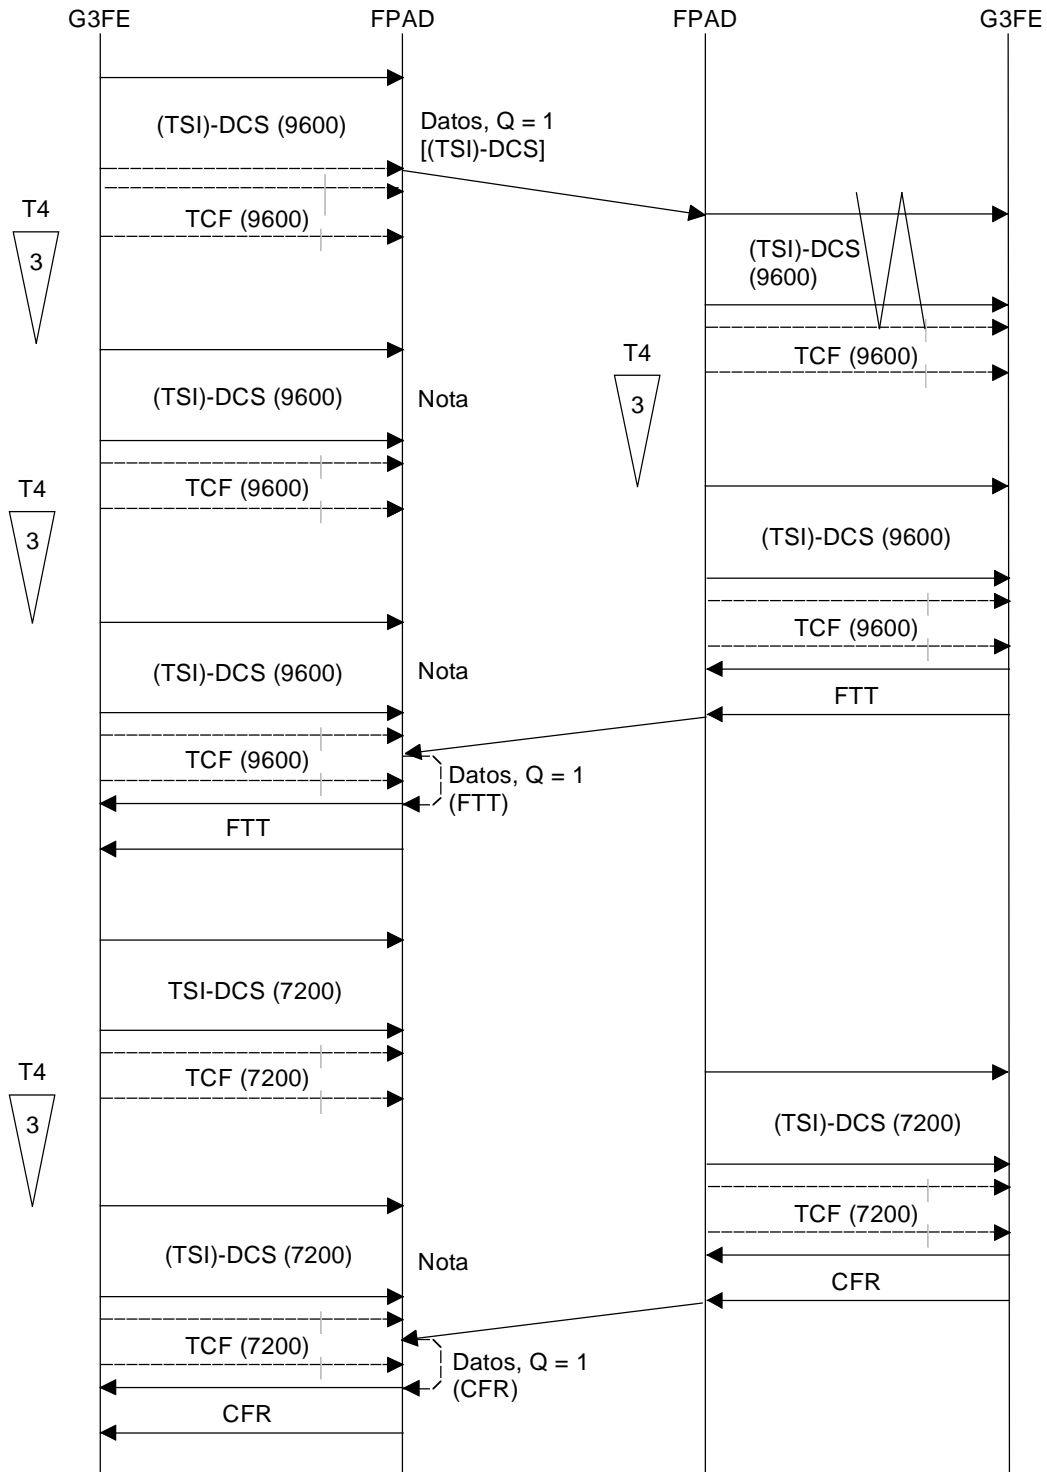 G3FE FPAD FPAD G3FE
(TSI)-DCS (9600)
Datos, Q = 1
[(TSI)-DCS]
T4
TCF (9600)
3
(TSI)-DCS
(9600)
T4
TCF (9600)
(TSI)-DCS (9600)
Nota
3
T4
TCF (9600)
3
(TSI)-DCS (9600)
TCF (9600)
(TSI)-DCS (9600)
Nota
FTT
TCF (9600)
Datos, Q = 1
(FTT)
FTT
TSI-DCS (7200)
T4
TCF (7200)
3
(TSI)-DCS (7200)
TCF (7200)
(TSI)-DCS (7200)
Nota
CFR
TCF (7200)
Datos, Q = 1
(CFR)
CFR